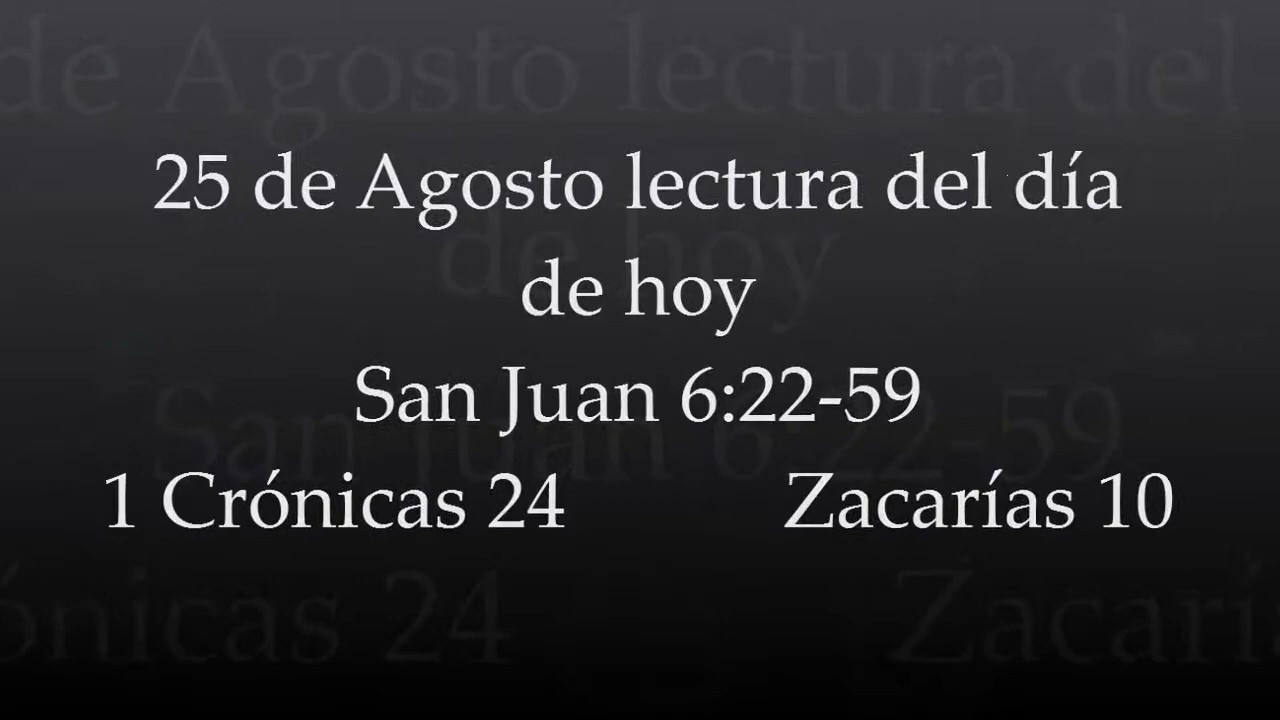 25 de Agosto lectura del día
de hoy
San Juan 6:22-59
1 Crónicas 24 Zacarías 10